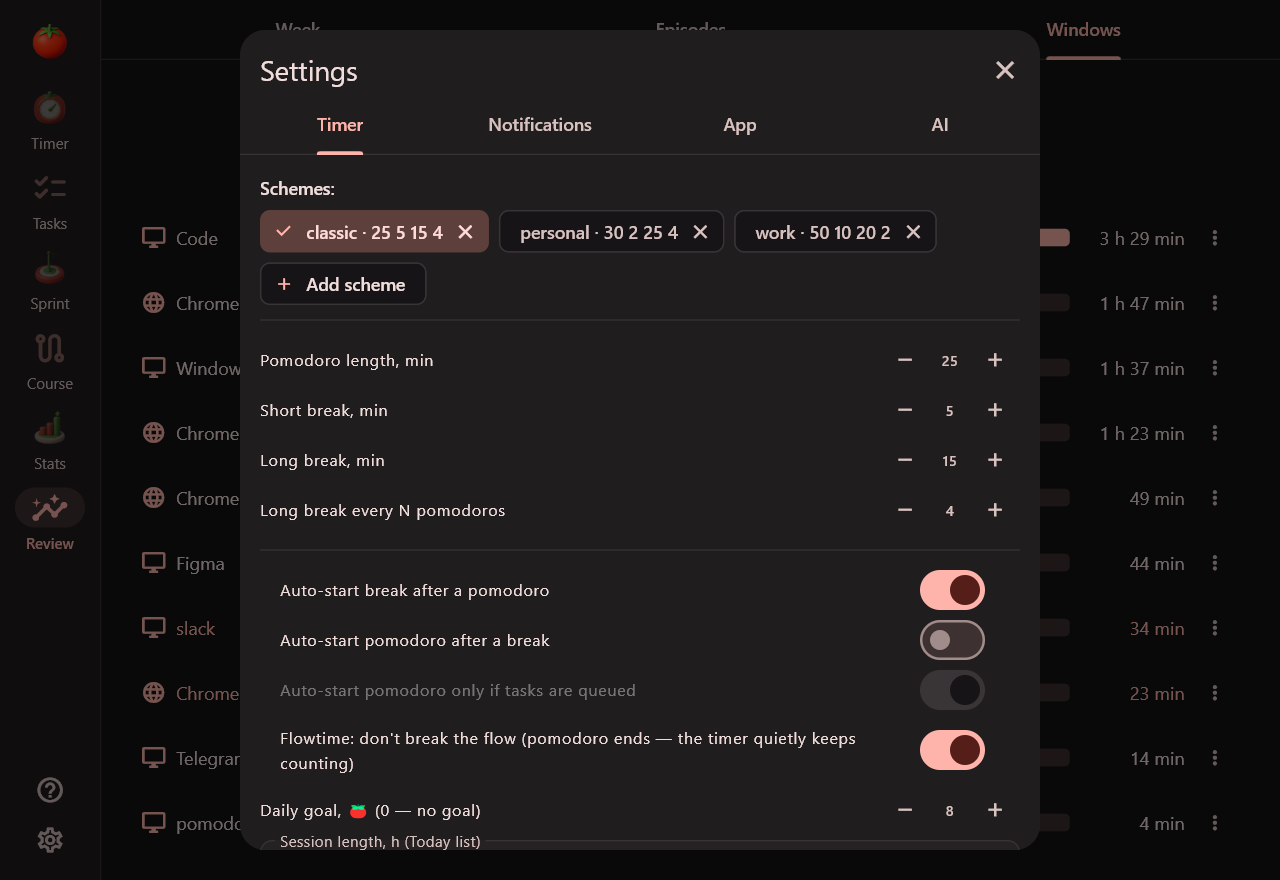 Week
Episodes
Windows
Settings
Timer
Notifications
App
AI
Schemes:
classic · 25 5 15 4
personal · 30 2 25 4
work · 50 10 20 2
Add scheme
Pomodoro length, min
25
Short break, min
5
Long break, min
15
Long break every N pomodoros
4
Auto-start break after a pomodoro
Auto-start pomodoro after a break
Auto-start pomodoro only if tasks are queued
Flowtime: don't break the flow (pomodoro ends — the timer quietly keeps
counting)
Daily goal, 🍅 (0 — no goal)
8
Session length, h (Today list)
Timer
Tasks
Sprint
Course
Stats
Review
Code
3 h 29 min
Chrome
1 h 47 min
Window
1 h 37 min
Chrome
1 h 23 min
Chrome
49 min
Figma
44 min
slack
34 min
Chrome
23 min
Telegra
14 min
pomod
4 min